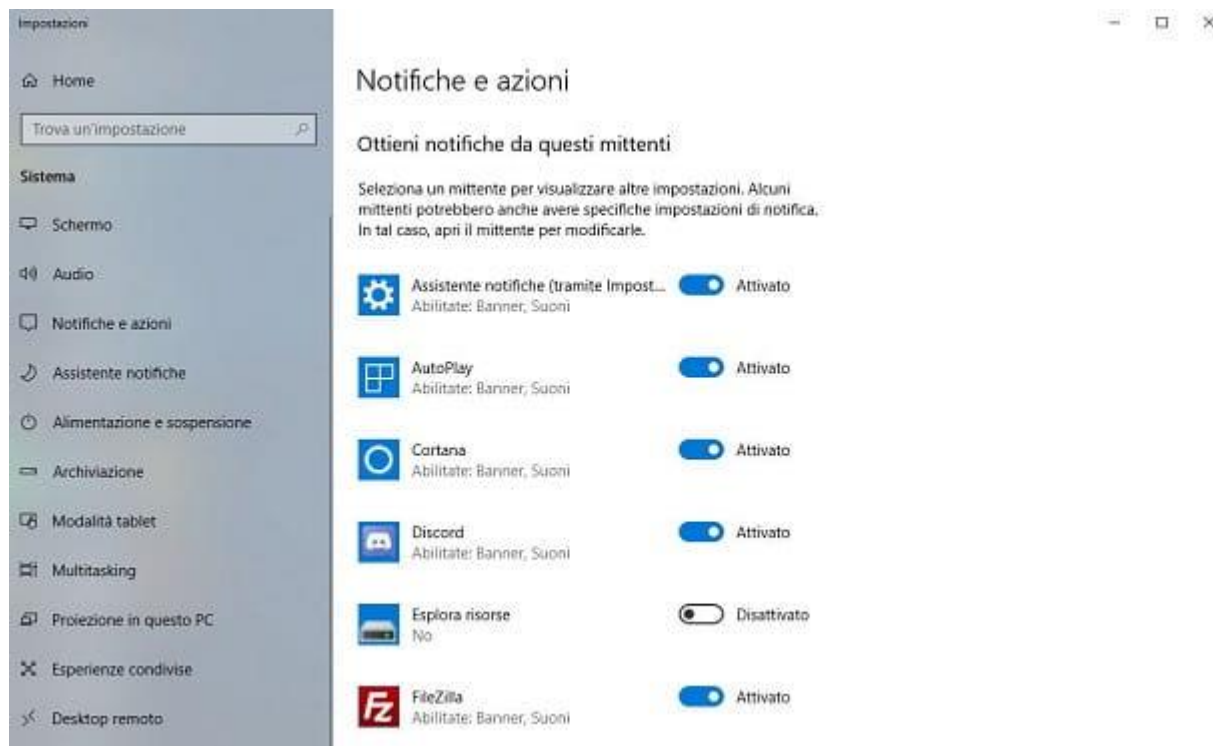 Impostazioni
Home
Trova un'impostazione
Sistema
Schermo
Audio
Notifiche e azioni
Assistente notifiche
Alimentazione e sospensione
Archiviazione
Modalità tablet
Multitasking
Proiezione in questo PC
Esperienze condivise
Desktop remoto
Notifiche e azioni
Ottieni notifiche da questi mittenti
Seleziona un mittente per visualizzare altre impostazioni. Alcuni
mittenti potrebbero anche avere specifiche impostazioni di notifica.
In tal caso, apri il mittente per modificarle.
Assistente notifiche (tramite Impost... Attivato
Abilitate: Banner, Suoni
AutoPlay Attivato
Abilitate: Banner, Suoni
Cortana Attivato
Abilitate: Banner, Suoni
Discord Attivato
Abilitate: Banner, Suoni
Esplora risorse Disattivato
No
FileZilla Attivato
Abilitate: Banner, Suoni